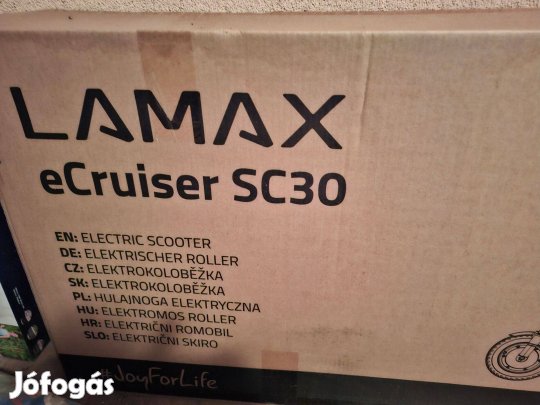 LAMAX
eCruiser SC30
EN: ELECTRIC SCOOTER
DE: ELEKTRISCHER ROLLER
CZ: ELEKTROKOLOBĚŽKA
SK: ELEKTROKOLOBEŽKA
PL: HULAJNOGA ELEKTRYCZNA
HU: ELEKTROMOS ROLLER
HR: ELEKTRIČNI ROMOBIL
SLO: ELEKTRIČNI SKIRO
#JoyForLife
Jófogás